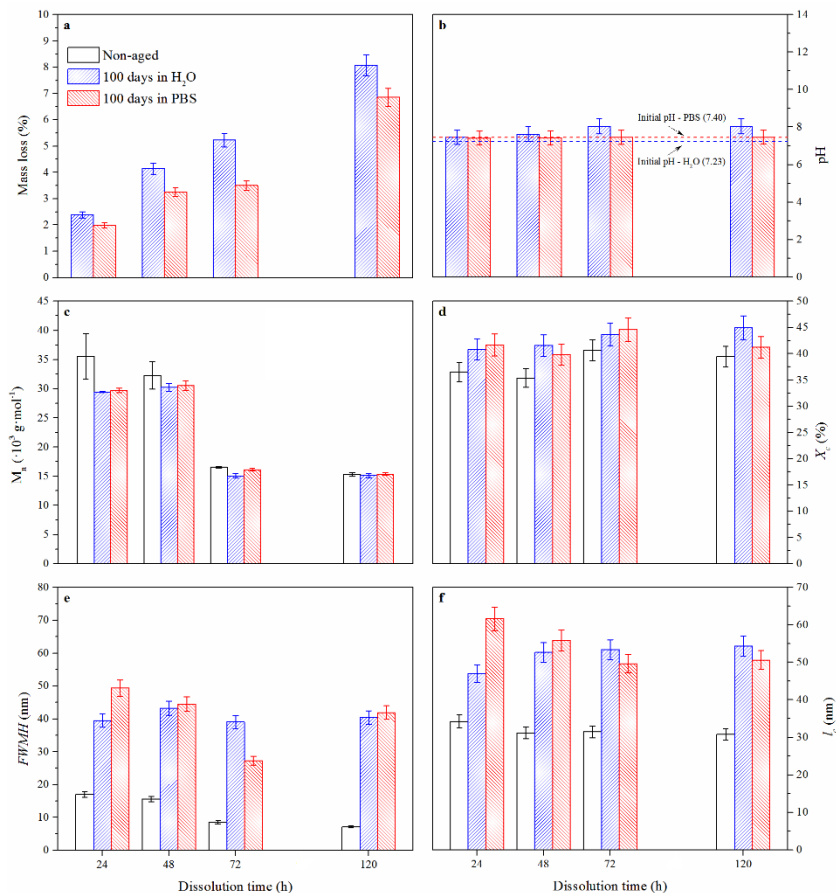 a
Mass loss (%)
10
9
8
7
6
5
4
3
2
1
0
Non-aged
100 days in H₂O
100 days in PBS
b
Initial pH - PBS (7.40)
Initial pH - H₂O (7.23)
14
12
10
8
6
4
2
0
pH
c
Mₙ (·10³ g·mol⁻¹)
45
40
35
30
25
20
15
10
5
0
d
50
45
40
35
30
25
20
15
10
5
0
X꜀ (%)
e
FWMH (nm)
80
70
60
50
40
30
20
10
0
24 48 72 120
Dissolution time (h)
f
70
60
50
40
30
20
10
0
l꜀ (nm)
24 48 72 120
Dissolution time (h)